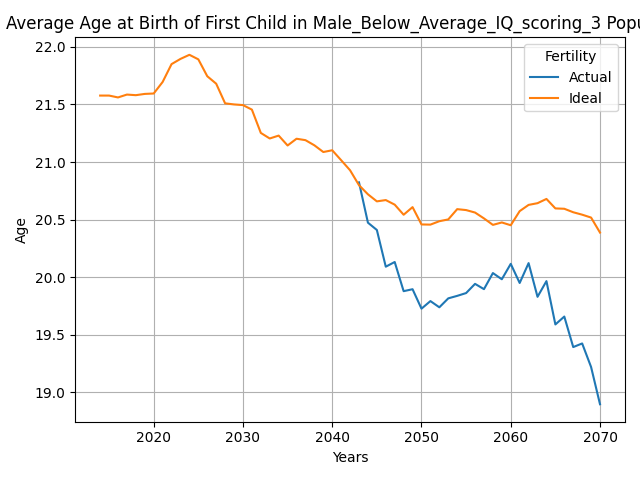 Average Age at Birth of First Child in Male_Below_Average_IQ_scoring_3 Popu
22.0
21.5
21.0
20.5
20.0
19.5
19.0
Age
Fertility
Actual
Ideal
2020 2030 2040 2050 2060 2070
Years